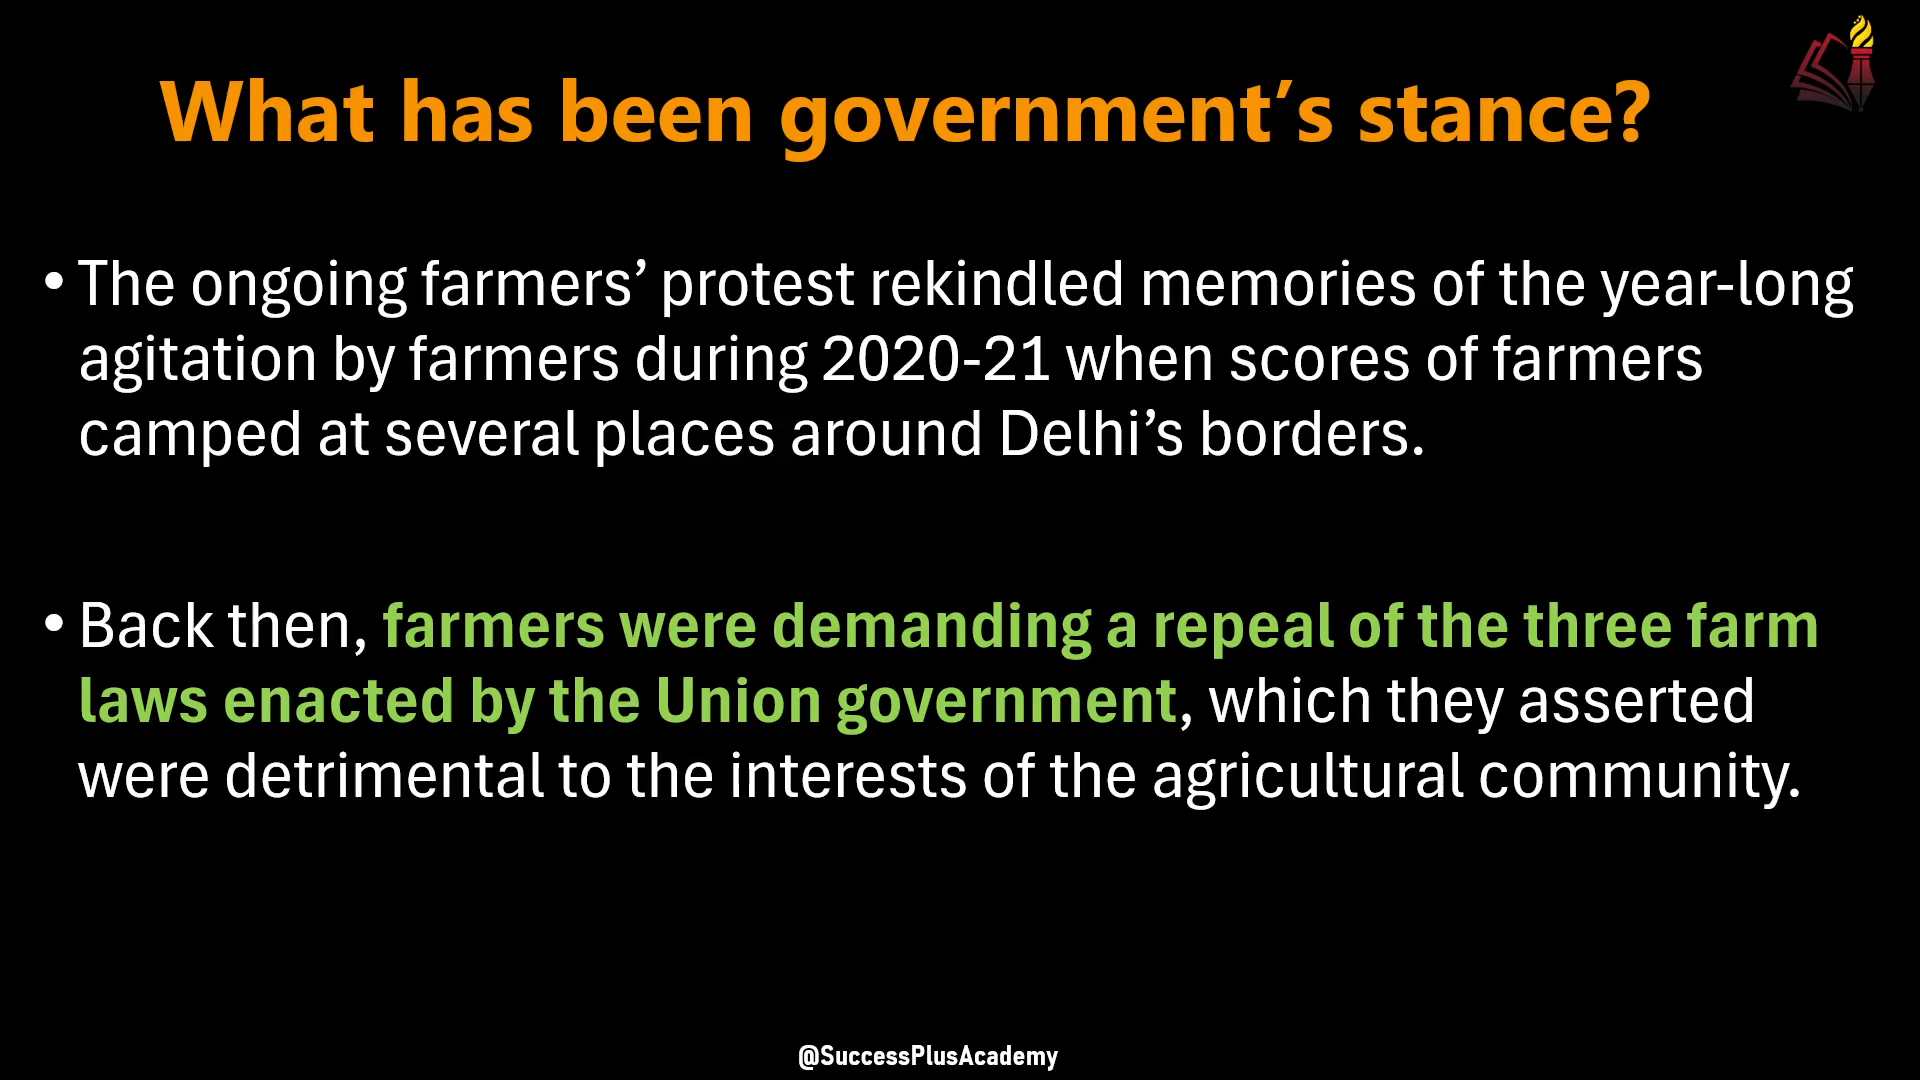 What has been government’s stance?
• The ongoing farmers’ protest rekindled memories of the year-long
agitation by farmers during 2020-21 when scores of farmers
camped at several places around Delhi’s borders.
• Back then, farmers were demanding a repeal of the three farm
laws enacted by the Union government, which they asserted
were detrimental to the interests of the agricultural community.
@SuccessPlusAcademy